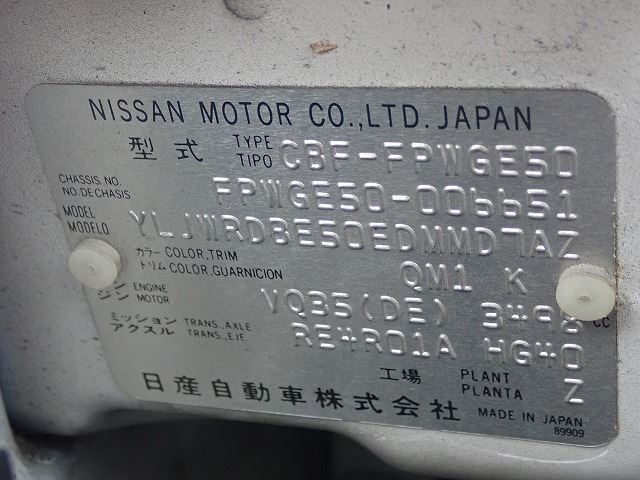 NISSAN MOTOR CO.,LTD. JAPAN
型式 TYPE TIPO CBF-FPWGE50
CHASSIS NO. NO.DE CHASIS FPWGE50-006651
MODEL MODELO YLJWRDBE50EDMMD7AZ
カラー COLOR,TRIM
トリム COLOR,GUARNICION QM1 K
ン ENGINE
ジン MOTOR VQ35(DE) 3498 CC
ミッション TRANS.,AXLE
アクスル TRANS.,EJE RE4R01A HG40
工場 PLANT PLANTA Z
日産自動車株式会社 MADE IN JAPAN
89909